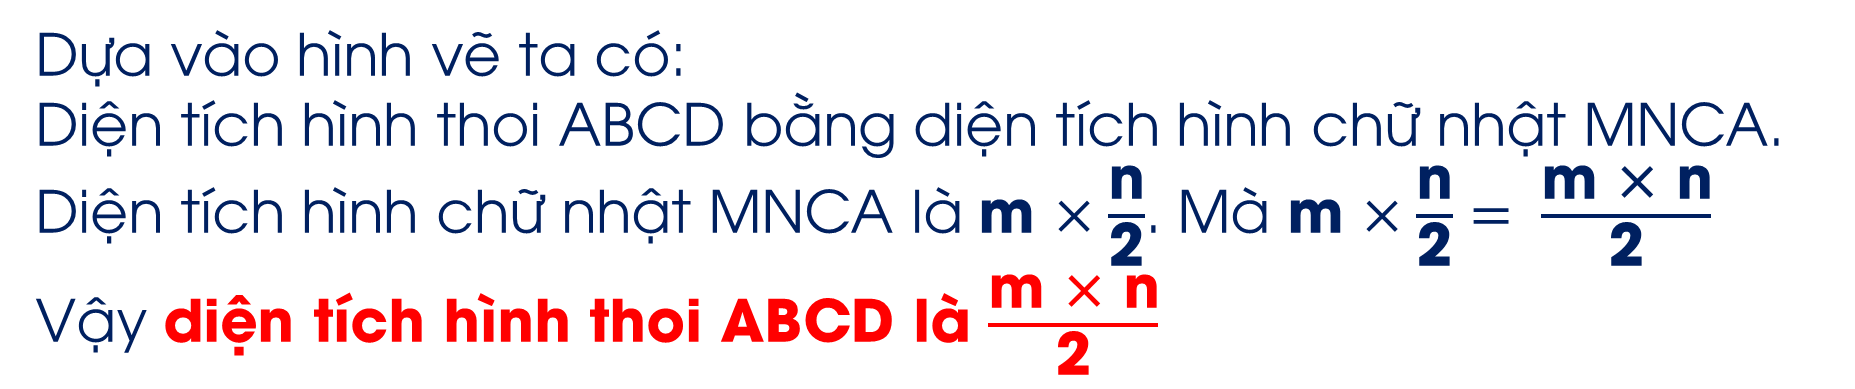 Dựa vào hình vẽ ta có:
Diện tích hình thoi ABCD bằng diện tích hình chữ nhật MNCA.
Diện tích hình chữ nhật MNCA là m × n/2. Mà m × n/2 = m × n/2
Vậy diện tích hình thoi ABCD là m × n/2